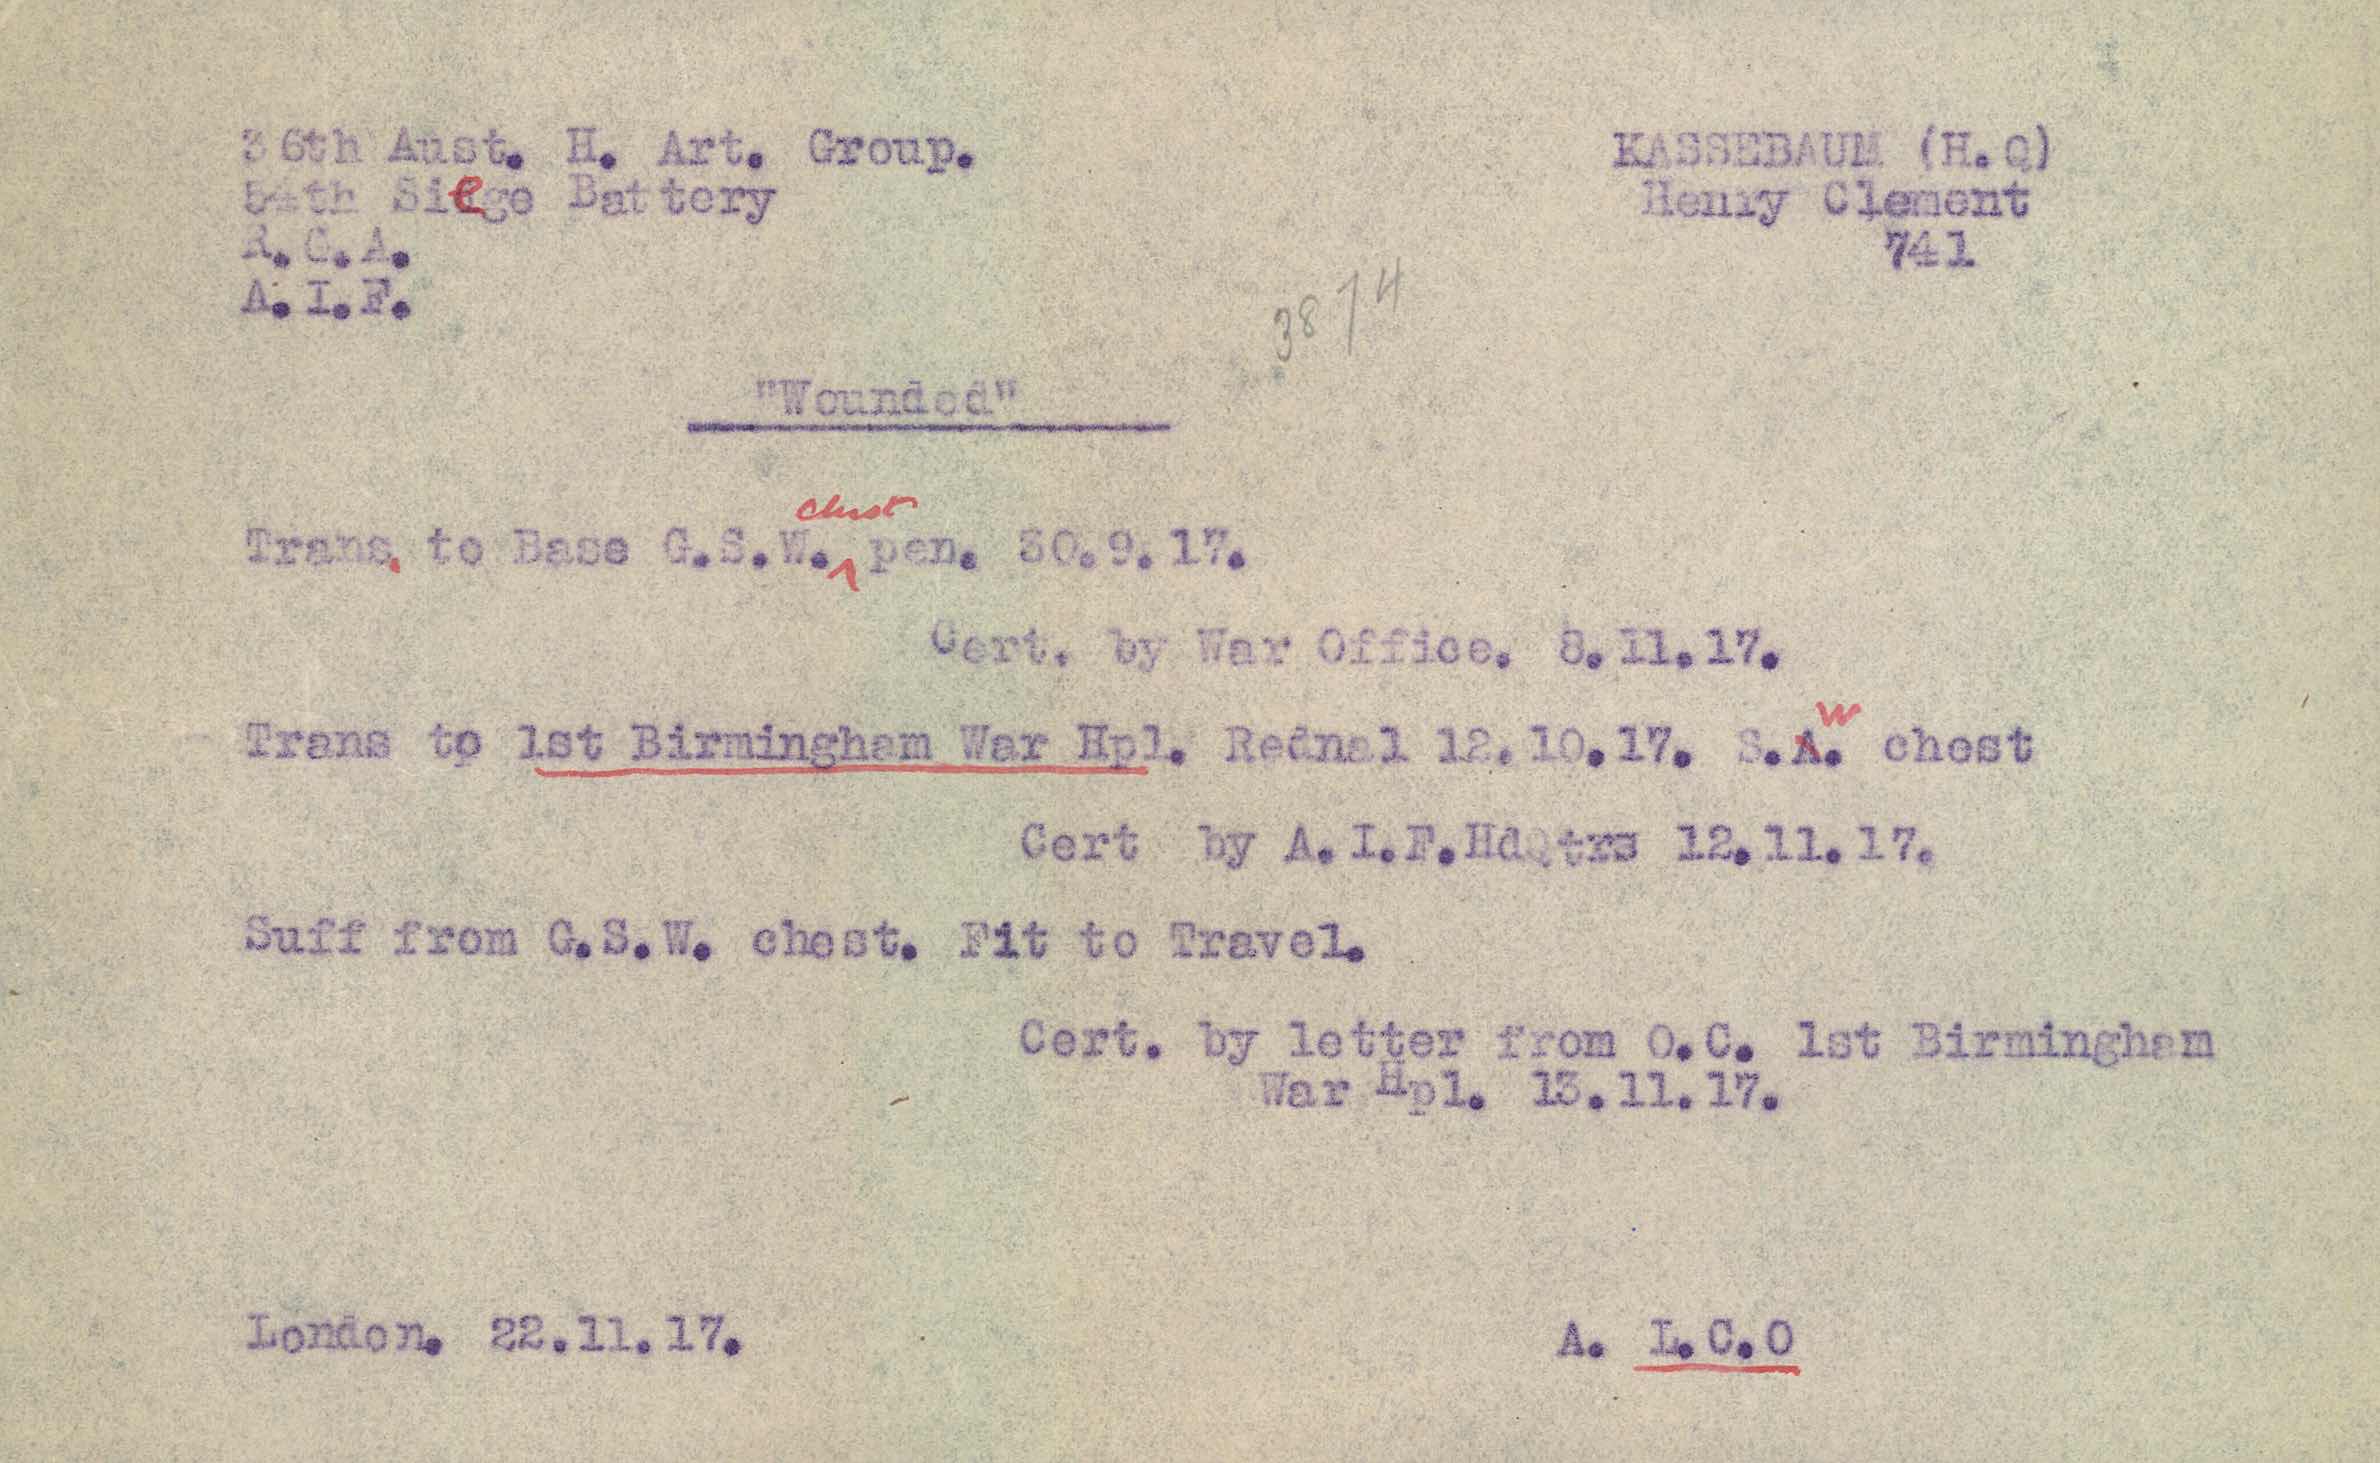 36th Aust. H. Art. Group.
KASSEBAUM (H.Q)
54th Siege Battery
Henry Clement
R.G.A.
741
A.I.F.
3874
"Wounded"
chest
Trans. to Base G.S.W. ^ pen. 30.9.17.
Cert. by War Office. 8.11.17.
w
Trans to 1st Birmingham War Hpl. Rednal 12.10.17. S.A. chest
Cert by A.I.F.HdQtrs 12.11.17.
Suff from G.S.W. chest. Fit to Travel.
Cert. by letter from O.C. 1st Birmingham
War Hpl. 13.11.17.
London. 22.11.17.
A. L.C.O